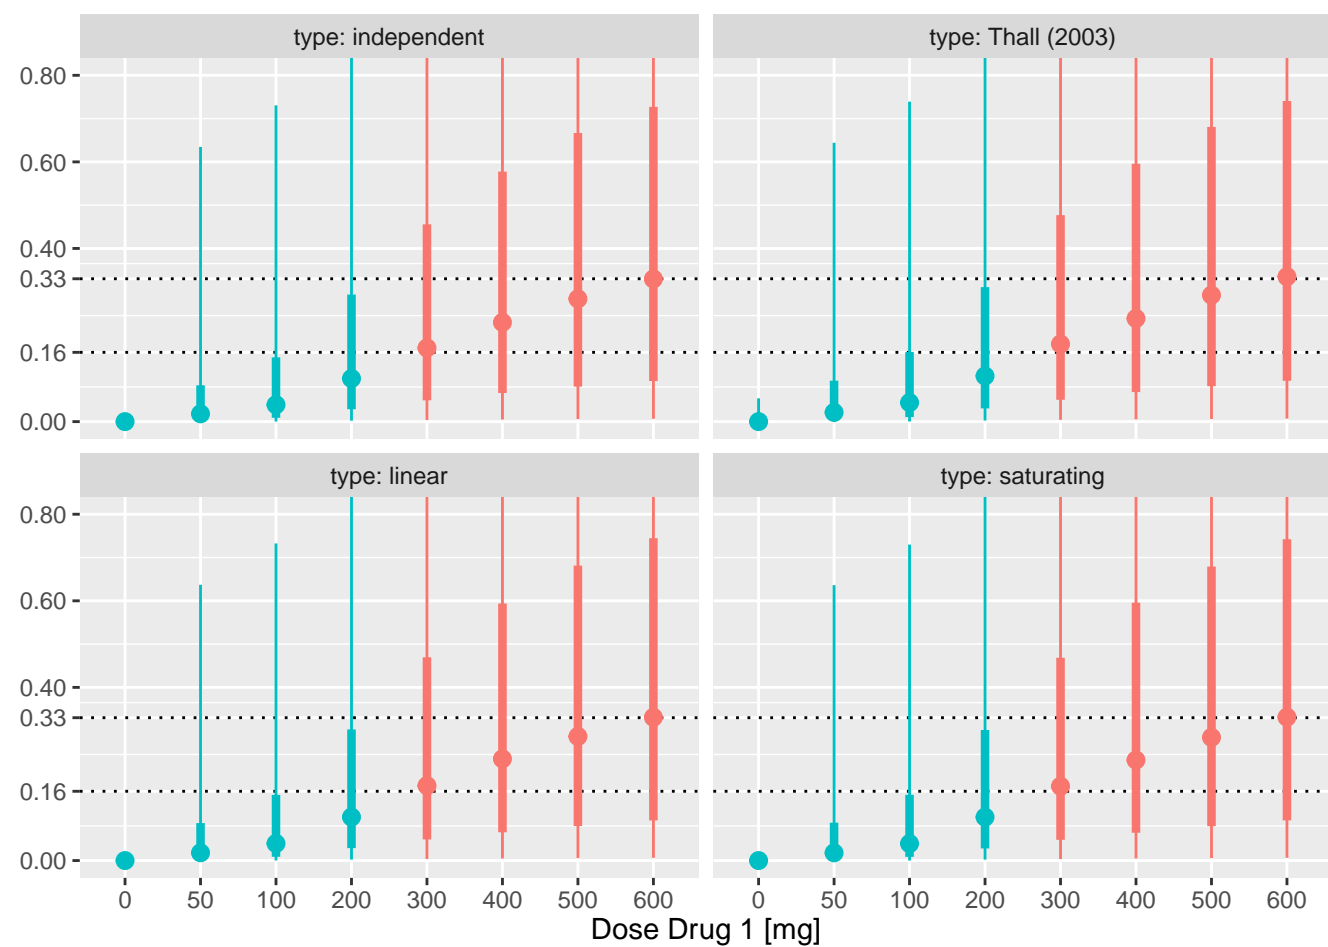 type: independent
type: Thall (2003)
0.80
0.60
0.40
0.33
0.16
0.00
type: linear
type: saturating
0.80
0.60
0.40
0.33
0.16
0.00
0 50 100 200 300 400 500 600
0 50 100 200 300 400 500 600
Dose Drug 1 [mg]